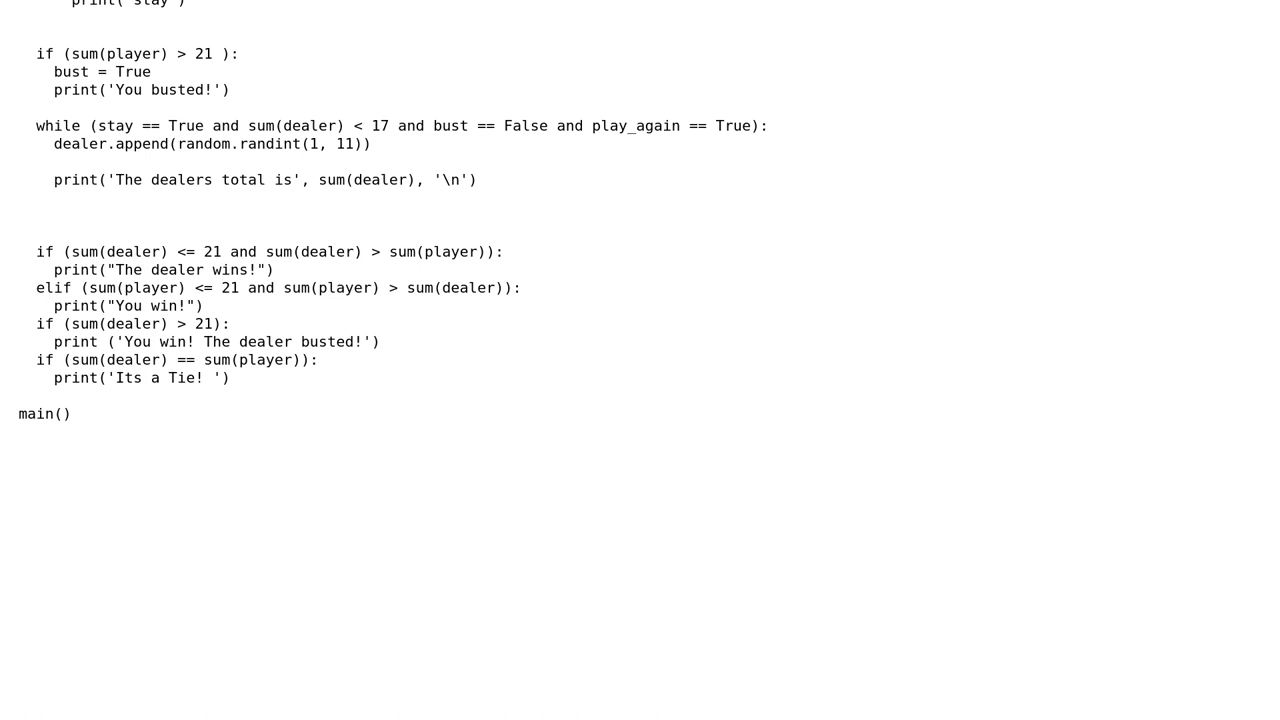 print('stay')
if (sum(player) > 21 ):
bust = True
print('You busted!')
while (stay == True and sum(dealer) < 17 and bust == False and play_again == True):
dealer.append(random.randint(1, 11))
print('The dealers total is', sum(dealer), '\n')
if (sum(dealer) <= 21 and sum(dealer) > sum(player)):
print("The dealer wins!")
elif (sum(player) <= 21 and sum(player) > sum(dealer)):
print("You win!")
if (sum(dealer) > 21):
print ('You win! The dealer busted!')
if (sum(dealer) == sum(player)):
print('Its a Tie! ')
main()